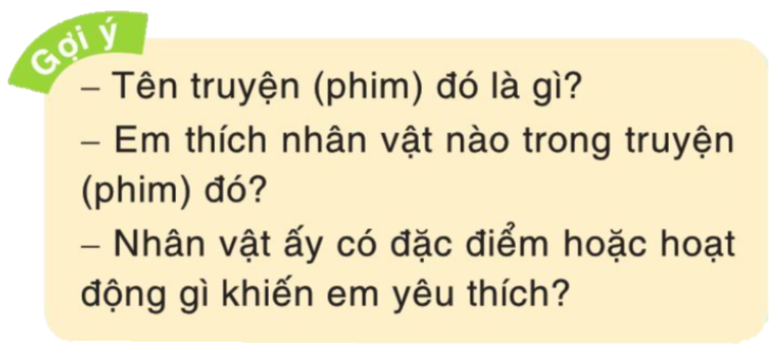 Gợi ý
– Tên truyện (phim) đó là gì?
– Em thích nhân vật nào trong truyện
(phim) đó?
– Nhân vật ấy có đặc điểm hoặc hoạt
động gì khiến em yêu thích?